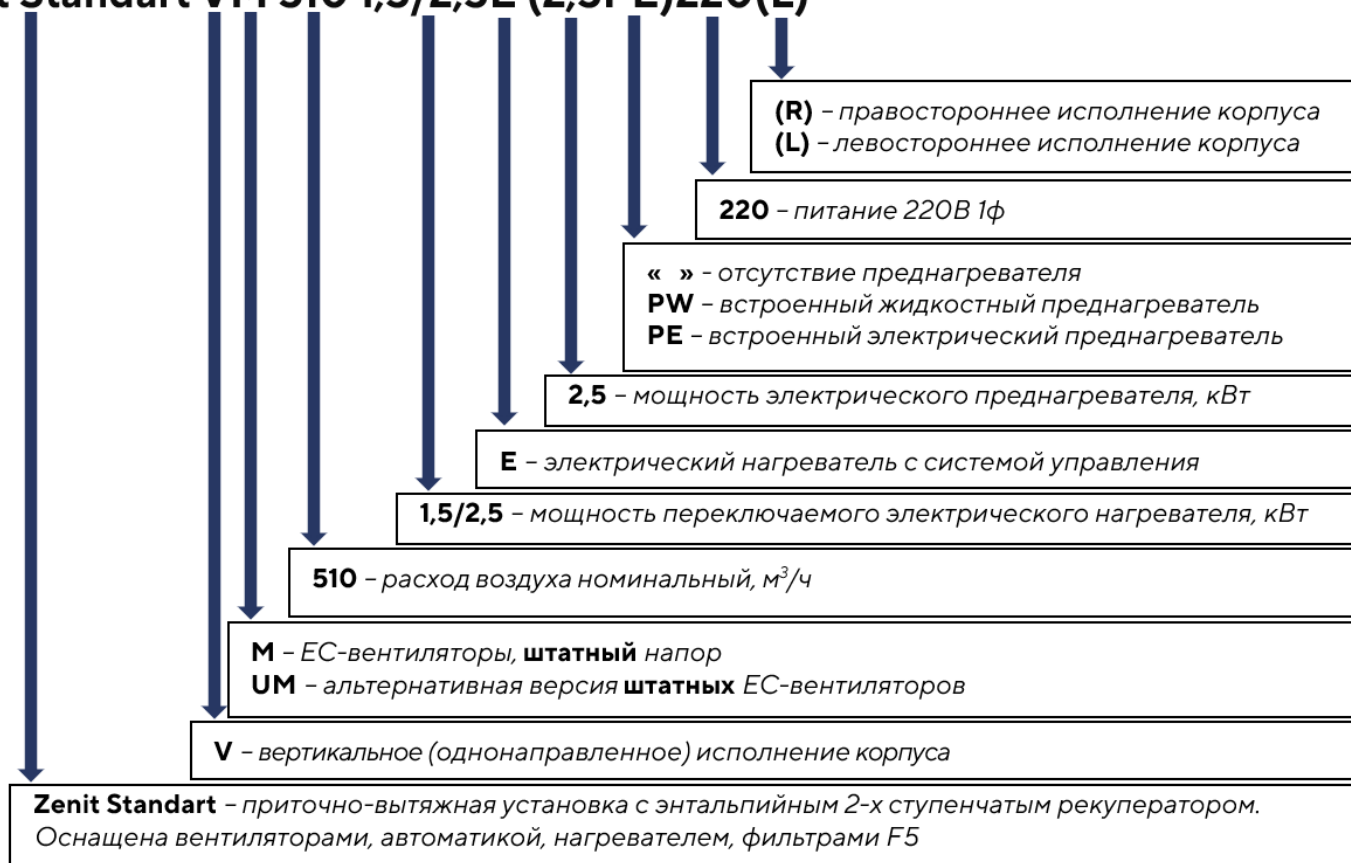 Standart VM 510 1,5/2,5E (2,5PE)220(L)
(R) – правостороннее исполнение корпуса
(L) – левостороннее исполнение корпуса
220 – питание 220В 1ф
« » - отсутствие преднагревателя
PW – встроенный жидкостный преднагреватель
PE – встроенный электрический преднагреватель
2,5 – мощность электрического преднагревателя, кВт
E – электрический нагреватель с системой управления
1,5/2,5 – мощность переключаемого электрического нагревателя, кВт
510 – расход воздуха номинальный, м³/ч
M – ЕС-вентиляторы, штатный напор
UM – альтернативная версия штатных ЕС-вентиляторов
V – вертикальное (однонаправленное) исполнение корпуса
Zenit Standart – приточно-вытяжная установка с энтальпийным 2-х ступенчатым рекуператором.
Оснащена вентиляторами, автоматикой, нагревателем, фильтрами F5